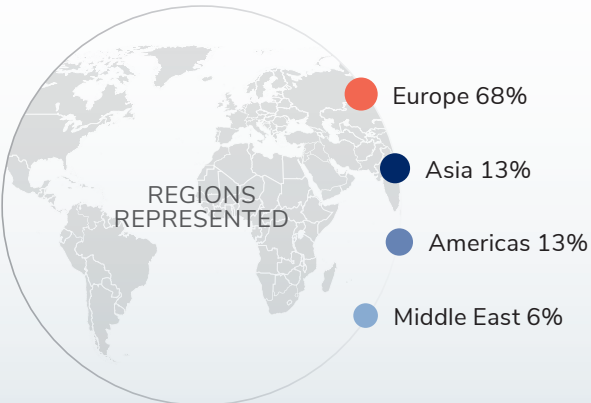 Europe 68%
Asia 13%
REGIONS
REPRESENTED
Americas 13%
Middle East 6%